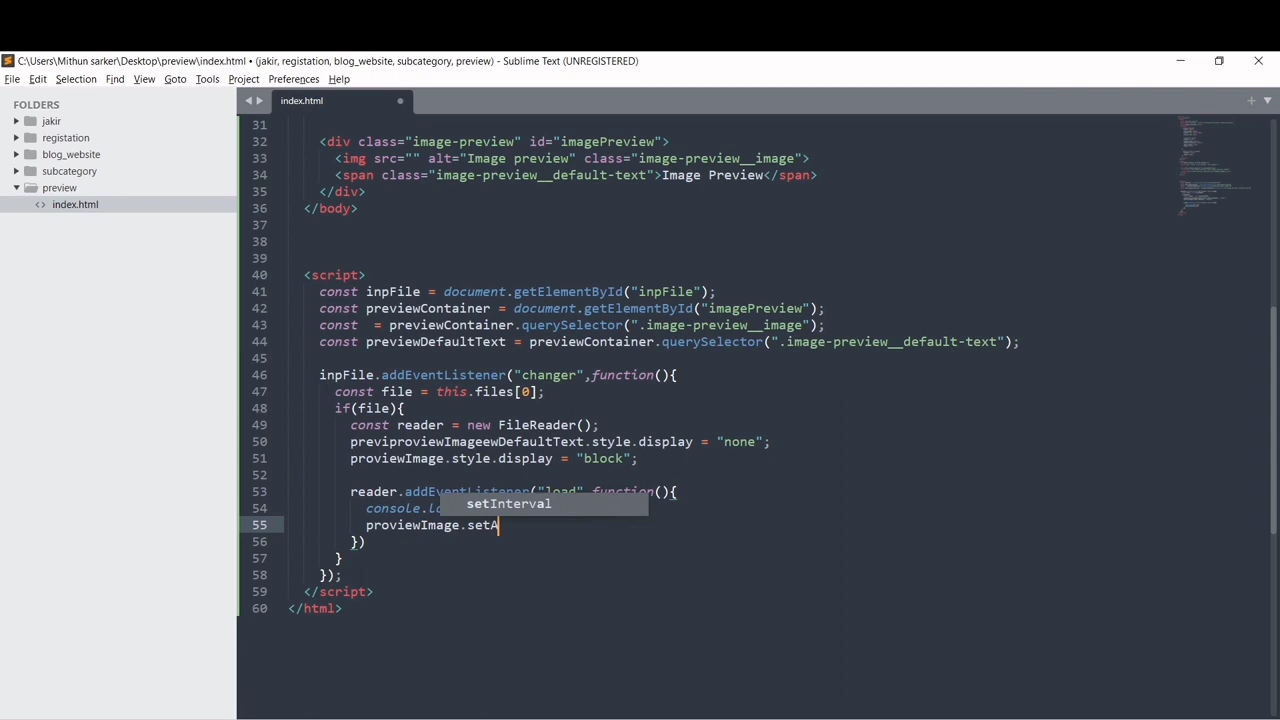 C:\Users\Mithun sarker\Desktop\preview\index.html • (jakir, registation, blog_website, subcategory, preview) - Sublime Text (UNREGISTERED)
File Edit Selection Find View Goto Tools Project Preferences Help
FOLDERS
jakir
registation
blog_website
subcategory
preview
<> index.html
index.html
31
32 <div class="image-preview" id="imagePreview">
33 <img src="" alt="Image preview" class="image-preview__image">
34 <span class="image-preview__default-text">Image Preview</span>
35 </div>
36 </body>
37
38
39
40 <script>
41 const inpFile = document.getElementById("inpFile");
42 const previewContainer = document.getElementById("imagePreview");
43 const  = previewContainer.querySelector(".image-preview__image");
44 const previewDefaultText = previewContainer.querySelector(".image-preview__default-text");
45
46 inpFile.addEventListener("changer",function(){
47 const file = this.files[0];
48 if(file){
49 const reader = new FileReader();
50 previproviewImageewDefaultText.style.display = "none";
51 proviewImage.style.display = "block";
52
53 reader.addEventListener("load",function(){
54 console.lo
setInterval
55 proviewImage.setA
56 })
57 }
58 });
59 </script>
60 </html>